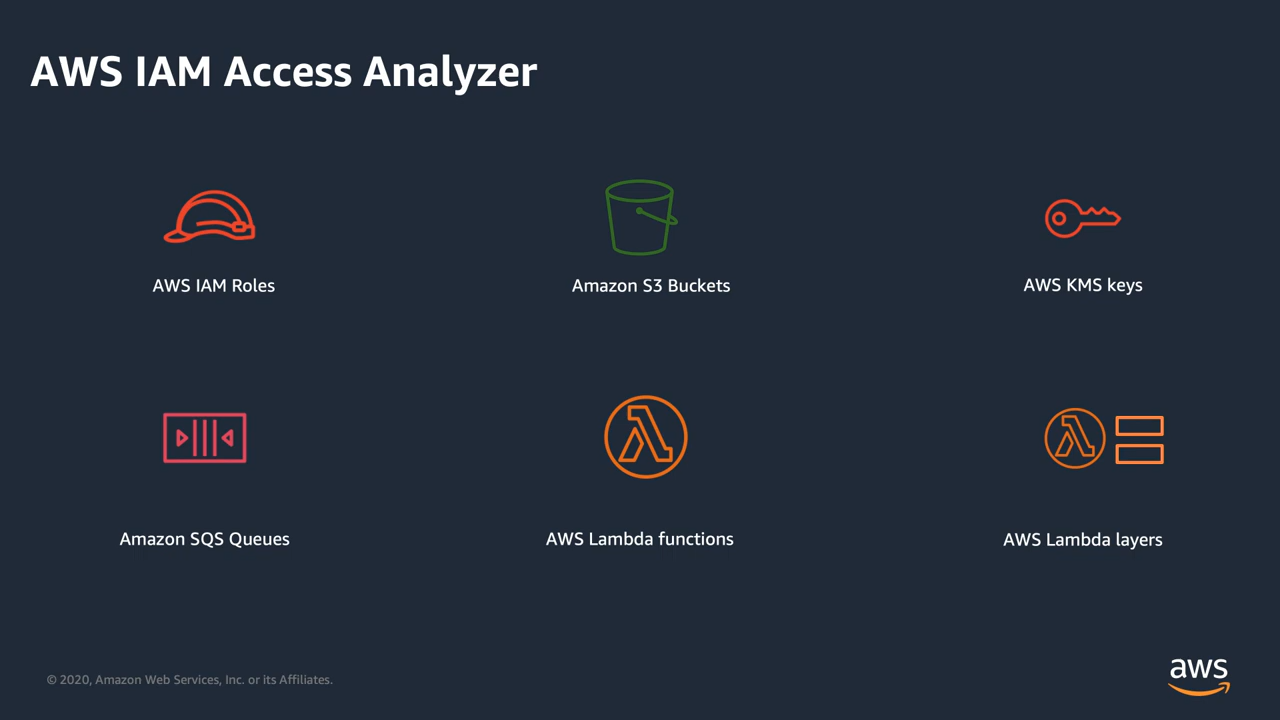 AWS IAM Access Analyzer
AWS IAM Roles
Amazon S3 Buckets
AWS KMS keys
Amazon SQS Queues
AWS Lambda functions
AWS Lambda layers
© 2020, Amazon Web Services, Inc. or its Affiliates.
aws